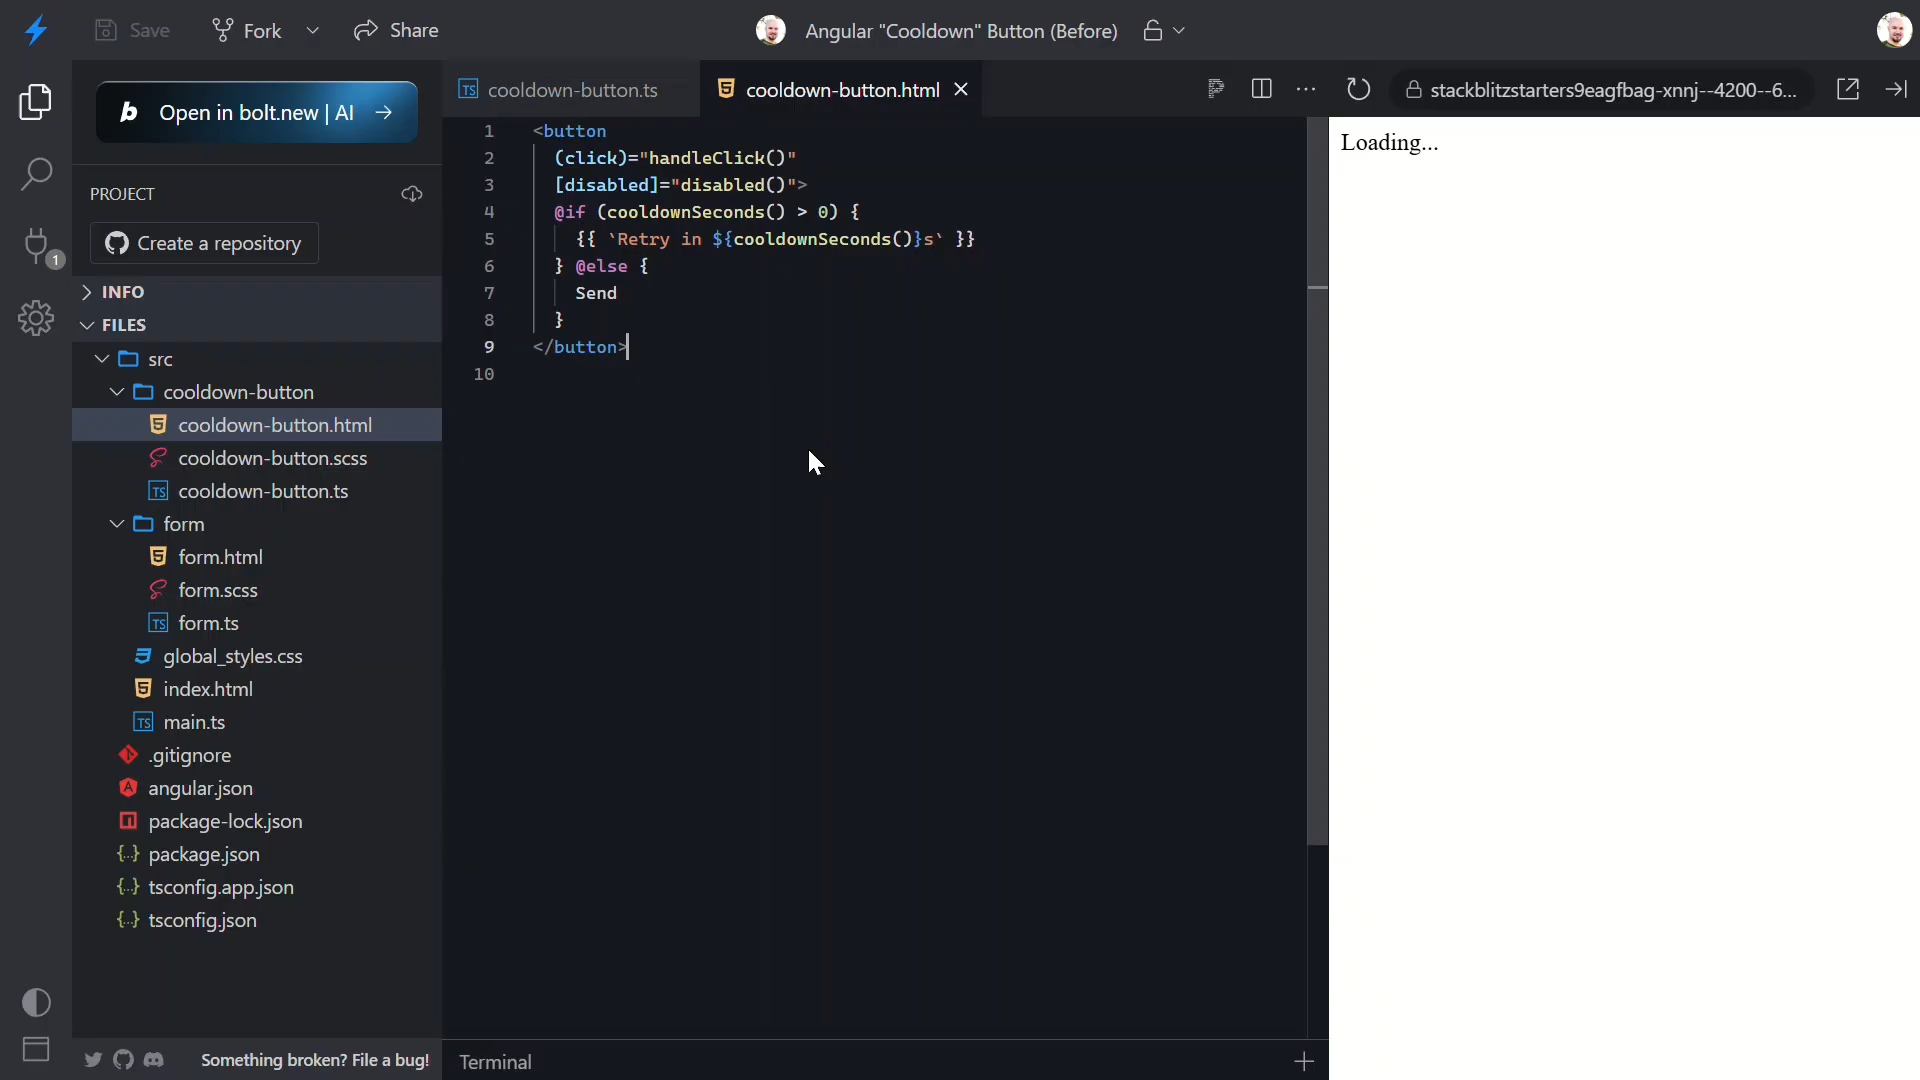 Save
Fork
Share
Angular "Cooldown" Button (Before)
b Open in bolt.new | AI
PROJECT
Create a repository
1
INFO
FILES
src
cooldown-button
cooldown-button.html
cooldown-button.scss
cooldown-button.ts
form
form.html
form.scss
form.ts
global_styles.css
index.html
main.ts
.gitignore
angular.json
package-lock.json
package.json
tsconfig.app.json
tsconfig.json
Something broken? File a bug!
cooldown-button.ts
cooldown-button.html
1 <button
2 (click)="handleClick()"
3 [disabled]="disabled()">
4 @if (cooldownSeconds() > 0) {
5 {{ `Retry in ${cooldownSeconds()}s` }}
6 } @else {
7 Send
8 }
9 </button>
10
Terminal
stackblitzstarters9eagfbag-xnnj--4200--6...
Loading...